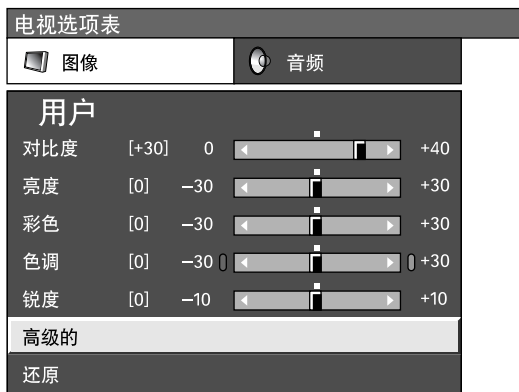 电视选项表
图像 音频
用户
对比度 [+30] 0 +40
亮度 [0] −30 +30
彩色 [0] −30 +30
色调 [0] −30 +30
锐度 [0] −10 +10
高级的
还原